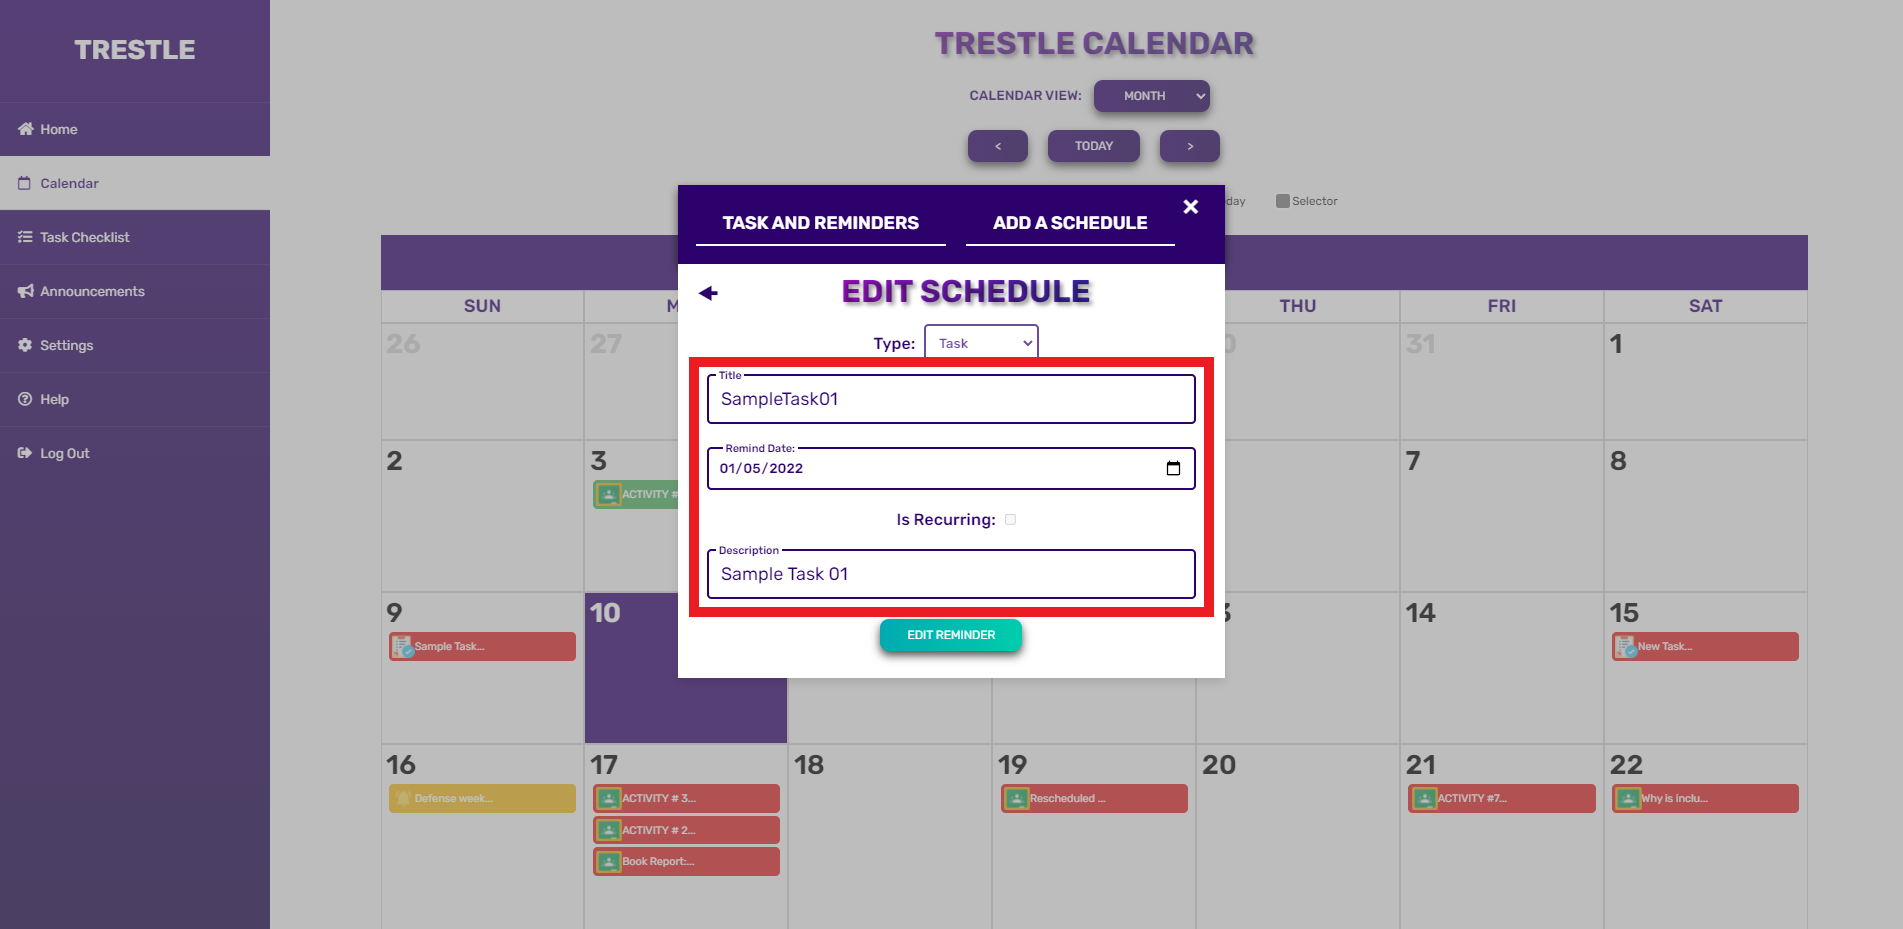 TRESTLE
Home
Calendar
Task Checklist
Announcements
Settings
Help
Log Out
TRESTLE CALENDAR
CALENDAR VIEW: MONTH
< TODAY >
Selector
TASK AND REMINDERS ADD A SCHEDULE
EDIT SCHEDULE
Type: Task
Title
SampleTask01
Remind Date:
01/05/2022
Is Recurring:
Description
Sample Task 01
EDIT REMINDER
SUN THU FRI SAT
26 27 31 1
2 3 7 8
ACTIVITY #
9 10 14 15
Sample Task... New Task...
16 17 18 19 20 21 22
Defense week... ACTIVITY # 3... Rescheduled ... ACTIVITY #7... Why is inclu...
ACTIVITY # 2...
Book Report:...